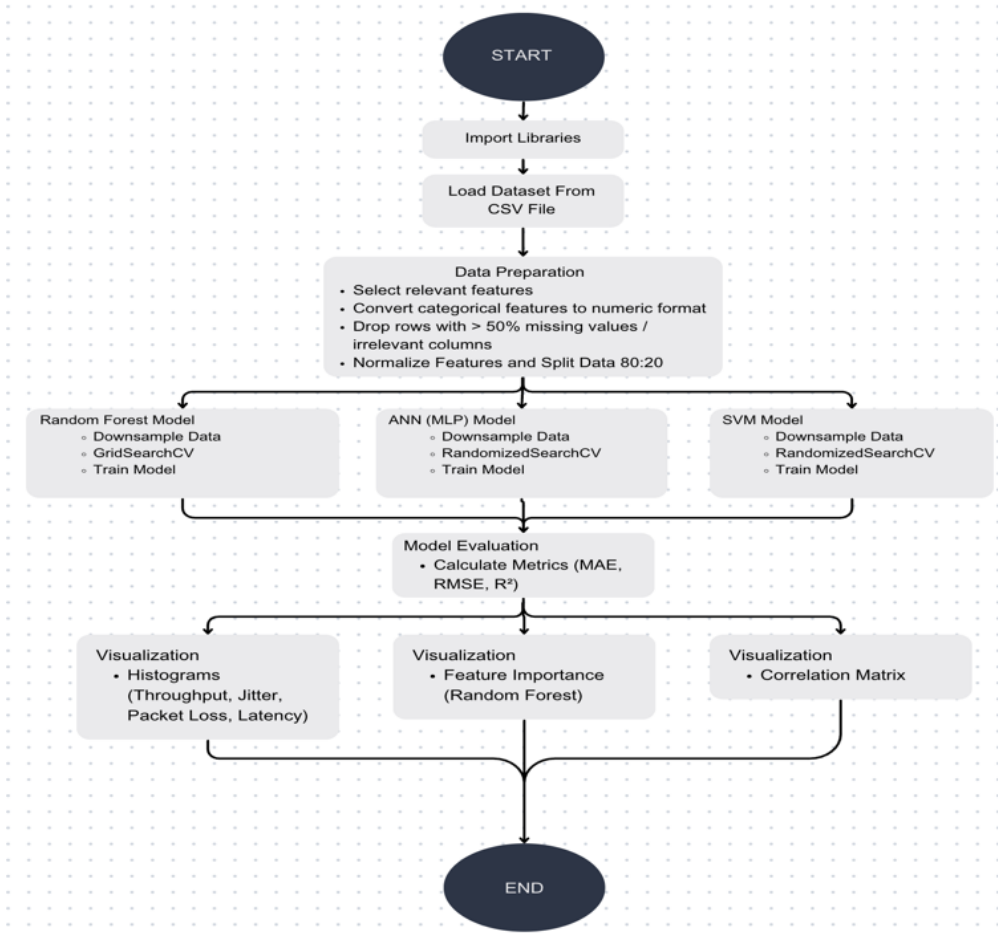 START
Import Libraries
Load Dataset From
CSV File
Data Preparation
• Select relevant features
• Convert categorical features to numeric format
• Drop rows with > 50% missing values /
irrelevant columns
• Normalize Features and Split Data 80:20
Random Forest Model
◦ Downsample Data
◦ GridSearchCV
◦ Train Model
ANN (MLP) Model
◦ Downsample Data
◦ RandomizedSearchCV
◦ Train Model
SVM Model
◦ Downsample Data
◦ RandomizedSearchCV
◦ Train Model
Model Evaluation
• Calculate Metrics (MAE,
RMSE, R²)
Visualization
• Histograms
(Throughput, Jitter,
Packet Loss, Latency)
Visualization
• Feature Importance
(Random Forest)
Visualization
• Correlation Matrix
END